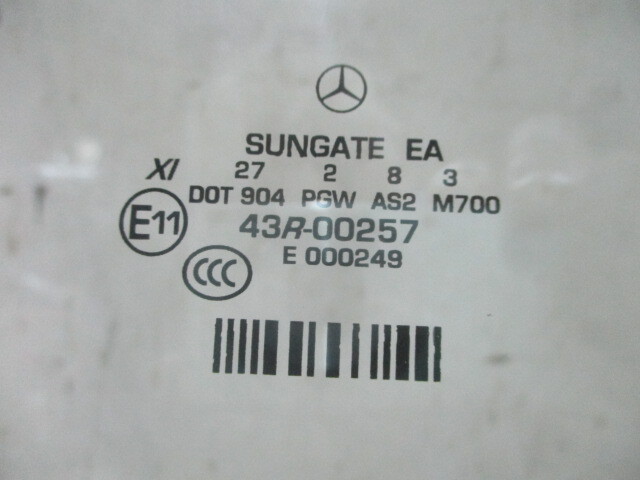 SUNGATE EA
XI 27 2 8 3
DOT 904 PGW AS2 M700
E11 43R-00257
E 000249
CCC